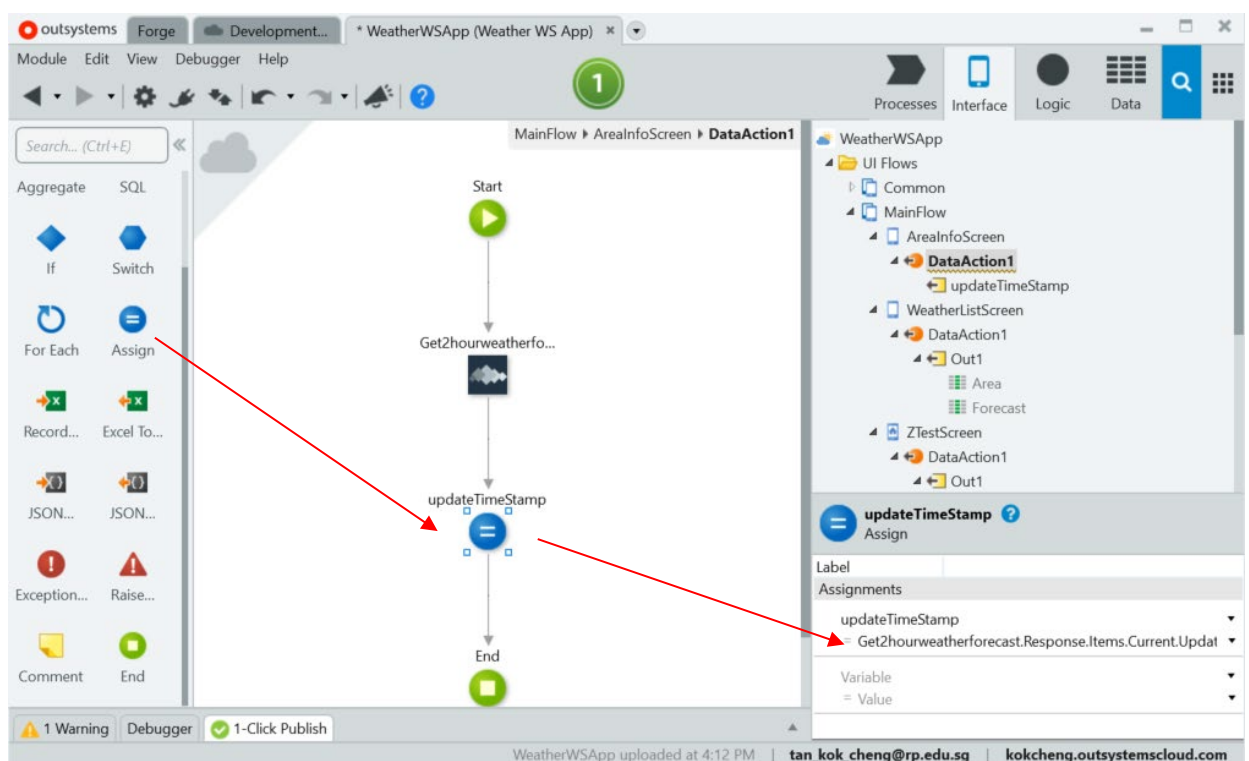 outsystems Forge Development... * WeatherWSApp (Weather WS App)
Module Edit View Debugger Help
1
Processes Interface Logic Data
Search... (Ctrl+E)
MainFlow AreaInfoScreen DataAction1
Aggregate SQL
If Switch
For Each Assign
Record... Excel To...
JSON... JSON...
Exception... Raise...
Comment End
Start
Get2hourweatherfo...
updateTimeStamp
End
WeatherWSApp
UI Flows
Common
MainFlow
AreaInfoScreen
DataAction1
updateTimeStamp
WeatherListScreen
DataAction1
Out1
Area
Forecast
ZTestScreen
DataAction1
Out1
updateTimeStamp ?
Assign
Label
Assignments
updateTimeStamp
= Get2hourweatherforecast.Response.Items.Current.Updat
Variable
= Value
1 Warning Debugger 1-Click Publish
WeatherWSApp uploaded at 4:12 PM | tan_kok_cheng@rp.edu.sg | kokcheng.outsystemscloud.com